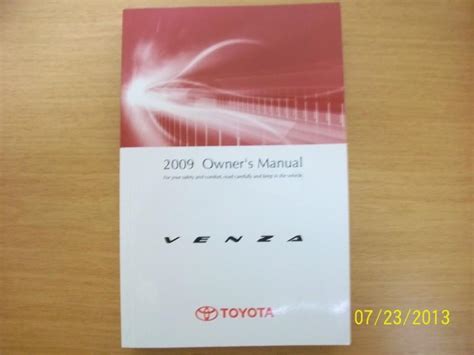 2009 Owner's Manual
For your safety and comfort, read carefully and keep in the vehicle.
VENZA
TOYOTA
07/23/2013